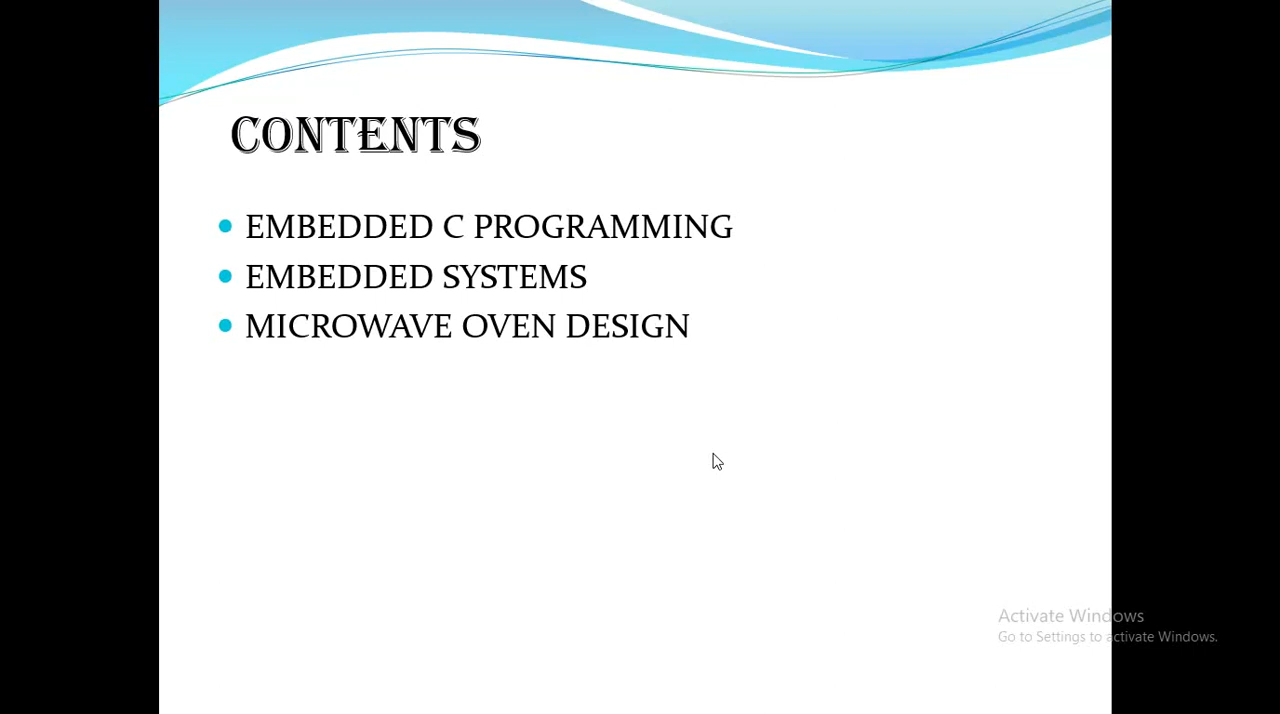 CONTENTS
EMBEDDED C PROGRAMMING
EMBEDDED SYSTEMS
MICROWAVE OVEN DESIGN
Activate Windows
Go to Settings to activate Windows.